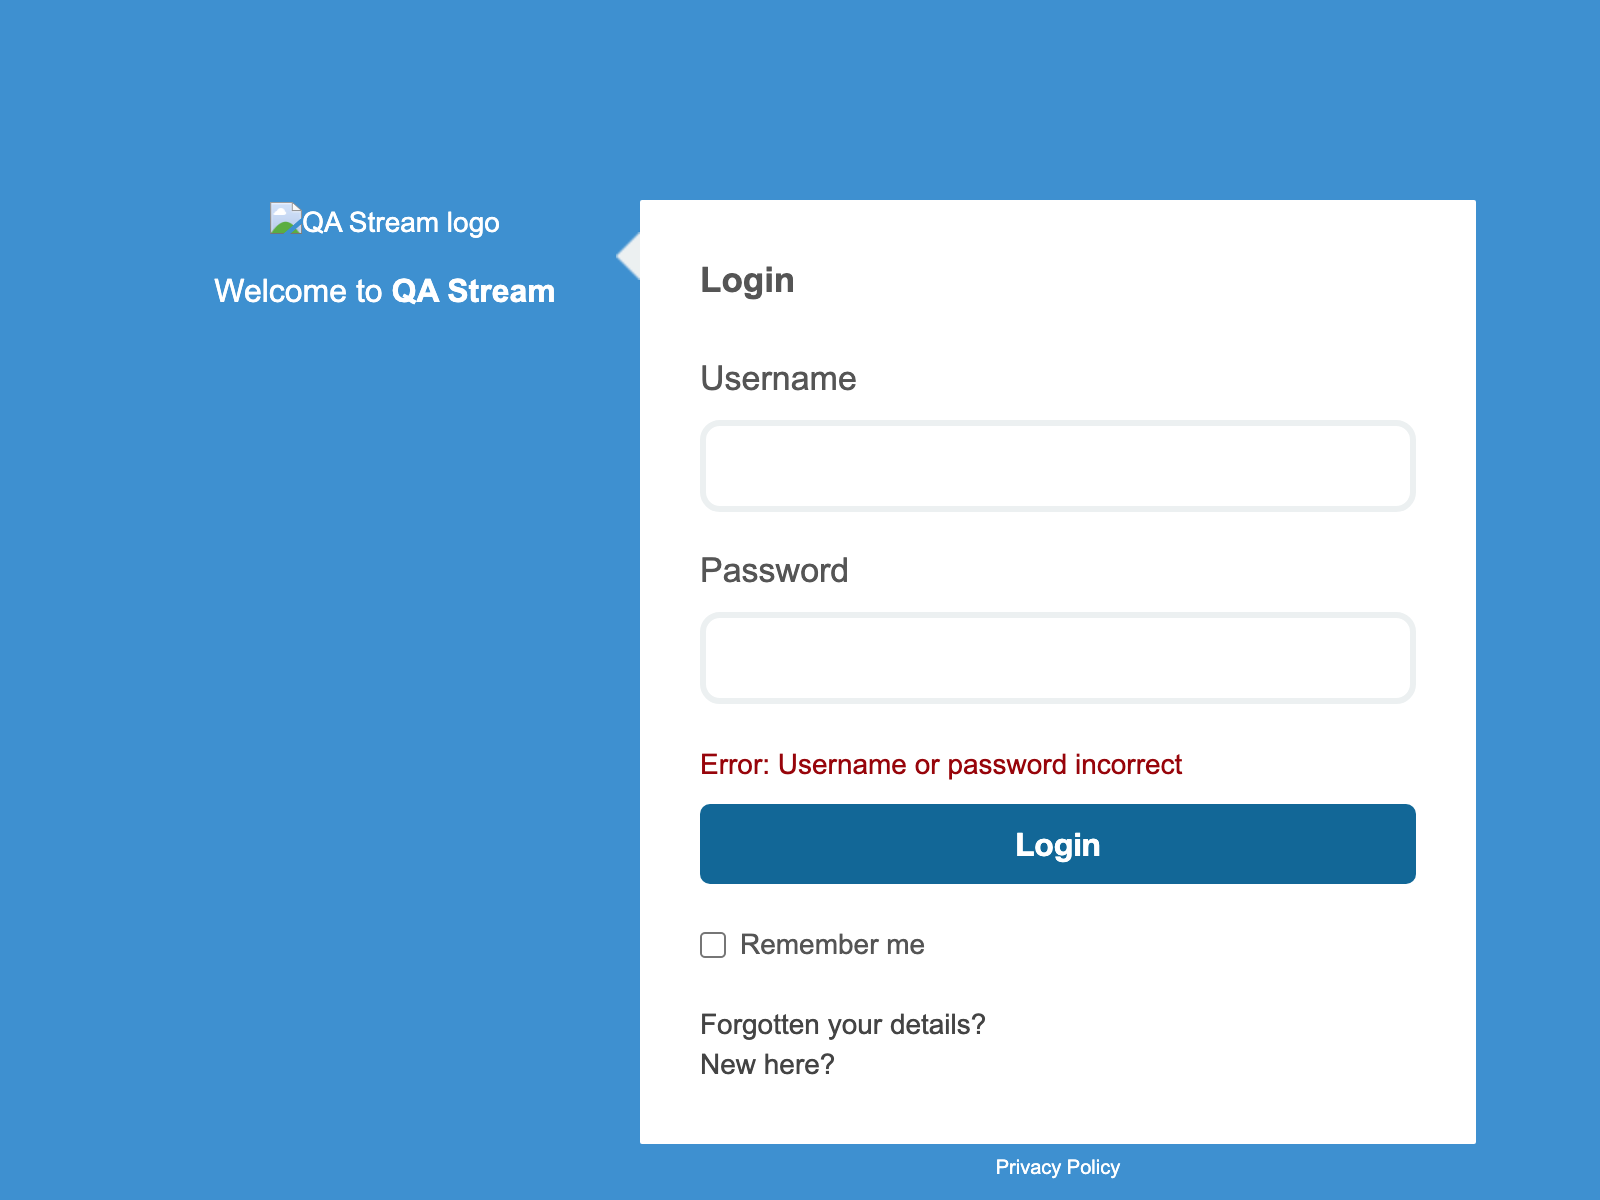 QA Stream logo
Welcome to QA Stream
Login
Username
Password
Error: Username or password incorrect
Login
Remember me
Forgotten your details?
New here?
Privacy Policy